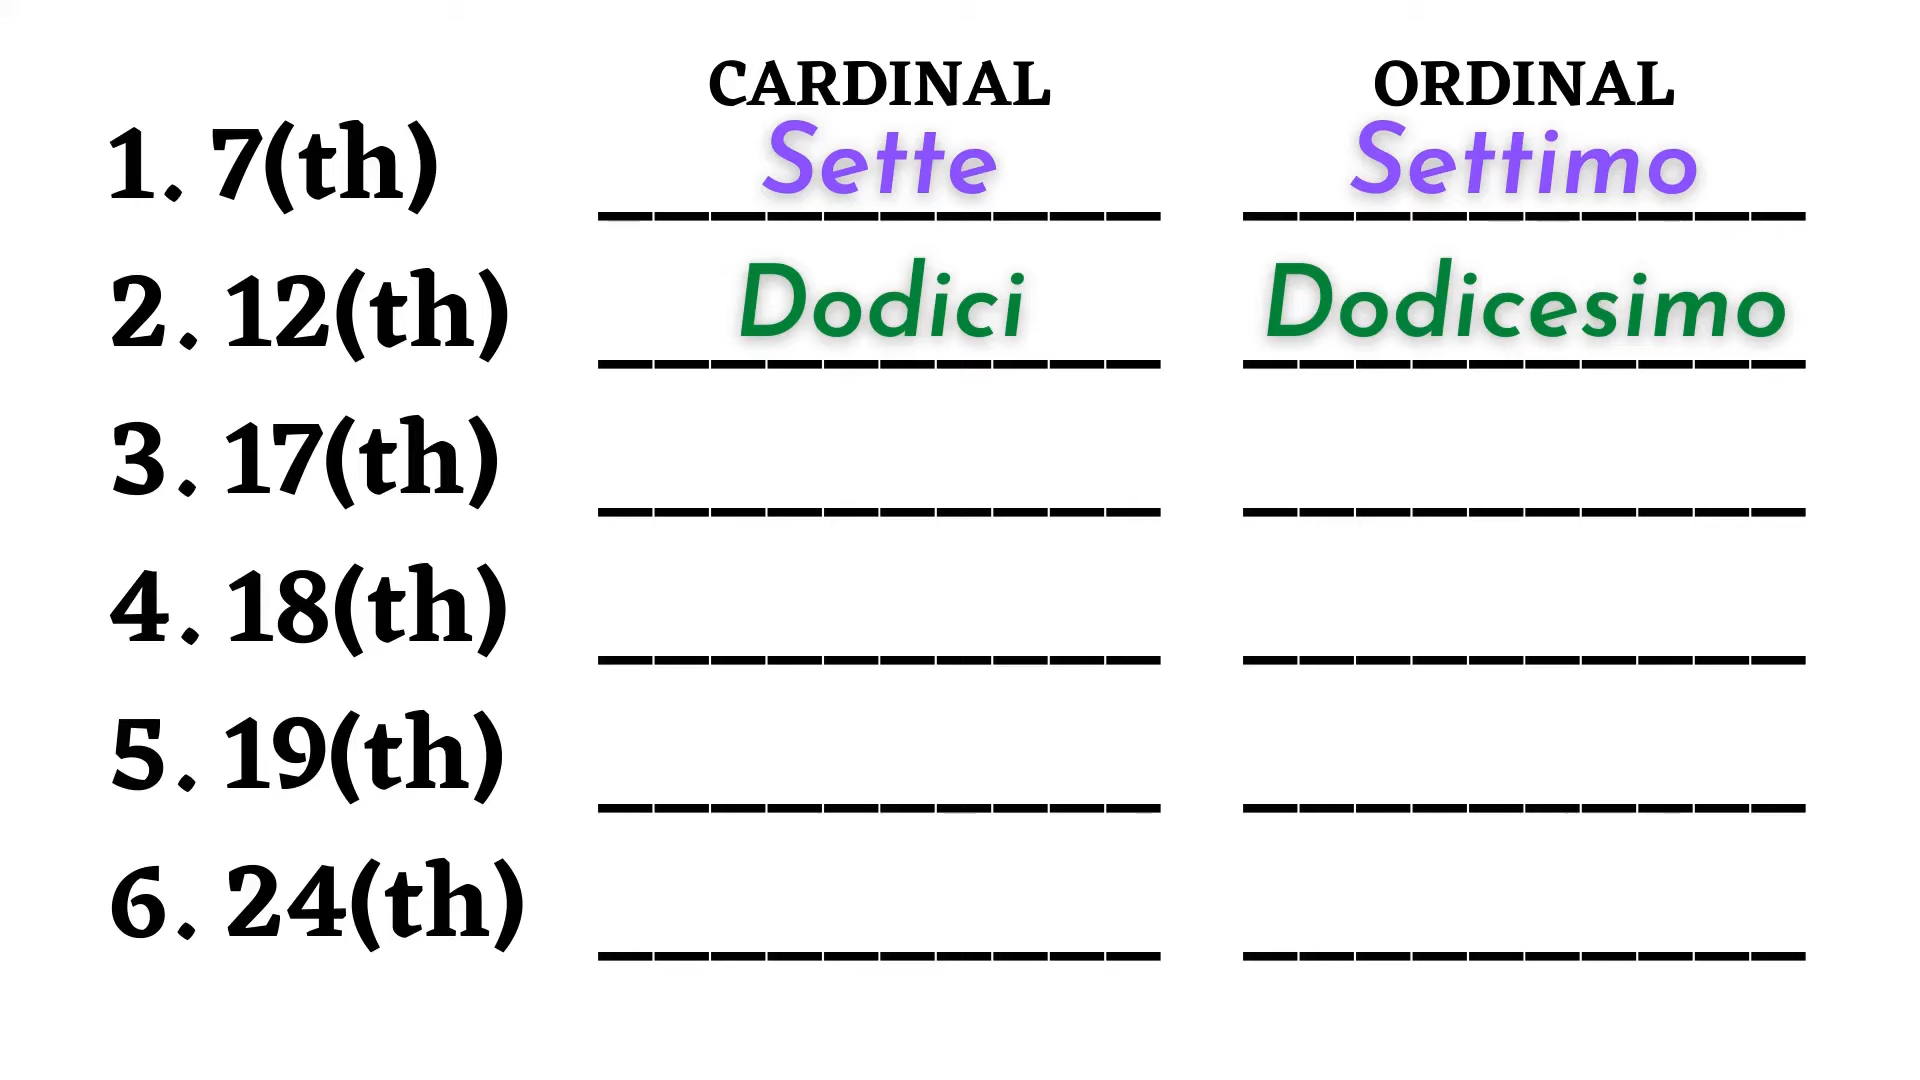 CARDINAL ORDINAL
1. 7(th) Sette Settimo
2. 12(th) Dodici Dodicesimo
3. 17(th)
4. 18(th)
5. 19(th)
6. 24(th)